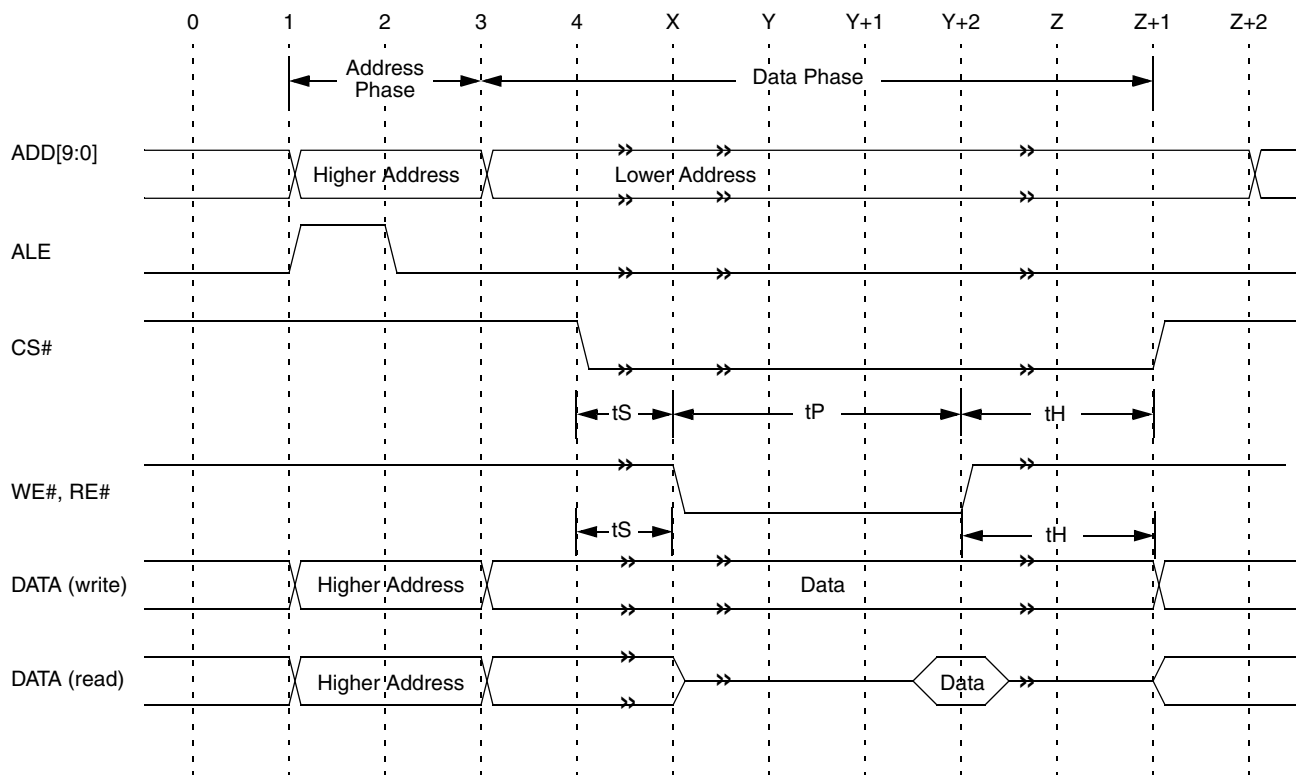 0 1 2 3 4 X Y Y+1 Y+2 Z Z+1 Z+2
Address
Phase
Data Phase
ADD[9:0]
Higher Address
Lower Address
ALE
CS#
tS
tP
tH
WE#, RE#
tS
tH
DATA (write)
Higher Address
Data
DATA (read)
Higher Address
Data